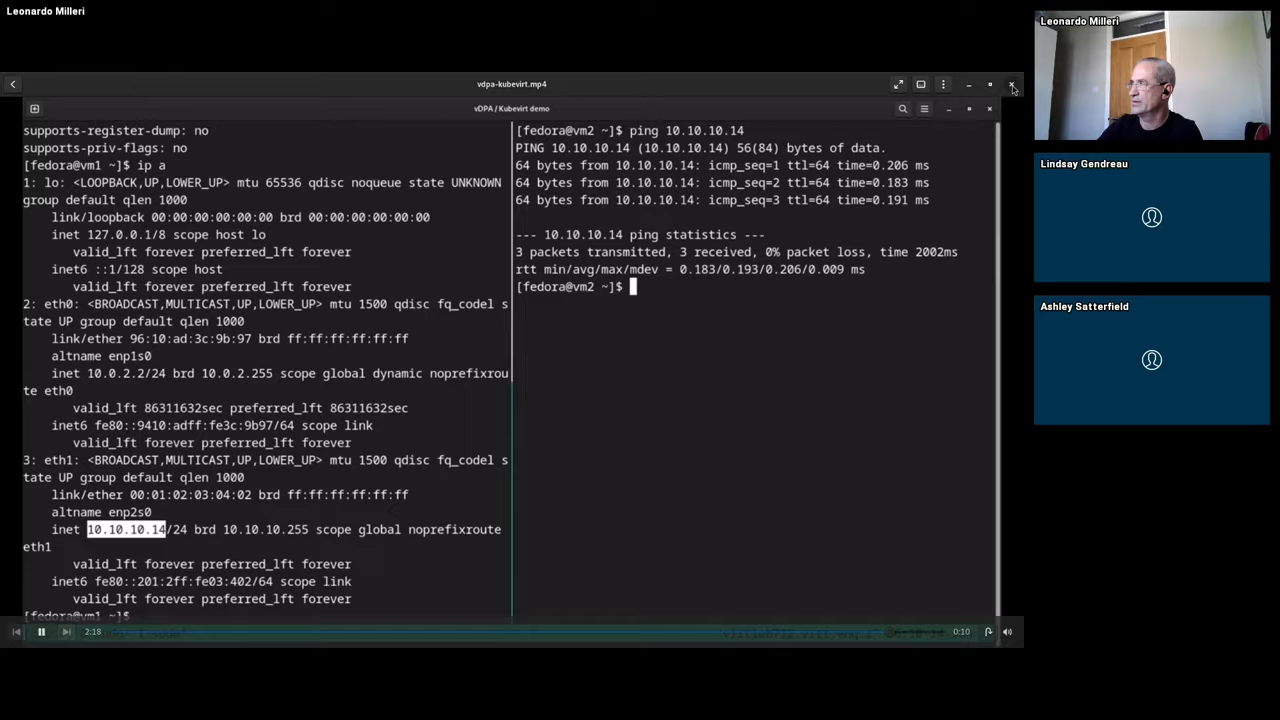 Leonardo Milleri
vdpa-kubevirt.mp4
vDPA / Kubevirt demo
supports-register-dump: no
supports-priv-flags: no
[fedora@vm1 ~]$ ip a
1: lo: <LOOPBACK,UP,LOWER_UP> mtu 65536 qdisc noqueue state UNKNOWN
group default qlen 1000
link/loopback 00:00:00:00:00:00 brd 00:00:00:00:00:00
inet 127.0.0.1/8 scope host lo
valid_lft forever preferred_lft forever
inet6 ::1/128 scope host
valid_lft forever preferred_lft forever
2: eth0: <BROADCAST,MULTICAST,UP,LOWER_UP> mtu 1500 qdisc fq_codel s
tate UP group default qlen 1000
link/ether 96:10:ad:3c:9b:97 brd ff:ff:ff:ff:ff:ff
altname enp1s0
inet 10.0.2.2/24 brd 10.0.2.255 scope global dynamic noprefixrou
te eth0
valid_lft 86311632sec preferred_lft 86311632sec
inet6 fe80::9410:adff:fe3c:9b97/64 scope link
valid_lft forever preferred_lft forever
3: eth1: <BROADCAST,MULTICAST,UP,LOWER_UP> mtu 1500 qdisc fq_codel s
tate UP group default qlen 1000
link/ether 00:01:02:03:04:02 brd ff:ff:ff:ff:ff:ff
altname enp2s0
inet 10.10.10.14/24 brd 10.10.10.255 scope global noprefixroute
eth1
valid_lft forever preferred_lft forever
inet6 fe80::201:2ff:fe03:402/64 scope link
valid_lft forever preferred_lft forever
[fedora@vm1 ~]$
[fedora@vm2 ~]$ ping 10.10.10.14
PING 10.10.10.14 (10.10.10.14) 56(84) bytes of data.
64 bytes from 10.10.10.14: icmp_seq=1 ttl=64 time=0.206 ms
64 bytes from 10.10.10.14: icmp_seq=2 ttl=64 time=0.183 ms
64 bytes from 10.10.10.14: icmp_seq=3 ttl=64 time=0.191 ms
--- 10.10.10.14 ping statistics ---
3 packets transmitted, 3 received, 0% packet loss, time 2002ms
rtt min/avg/max/mdev = 0.183/0.193/0.206/0.009 ms
[fedora@vm2 ~]$
2:18
0:10
Leonardo Milleri
Lindsay Gendreau
Ashley Satterfield